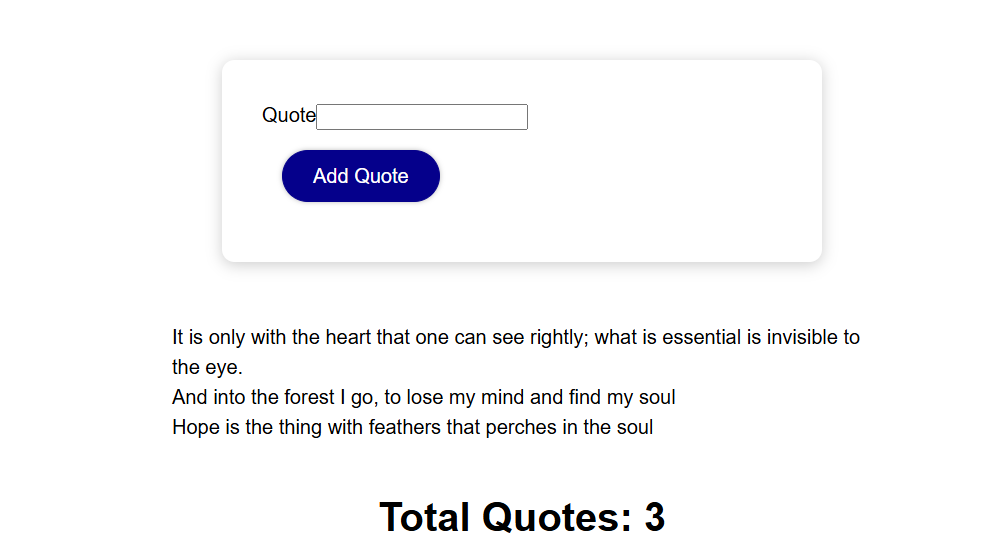 Quote
Add Quote
It is only with the heart that one can see rightly; what is essential is invisible to
the eye.
And into the forest I go, to lose my mind and find my soul
Hope is the thing with feathers that perches in the soul
Total Quotes: 3